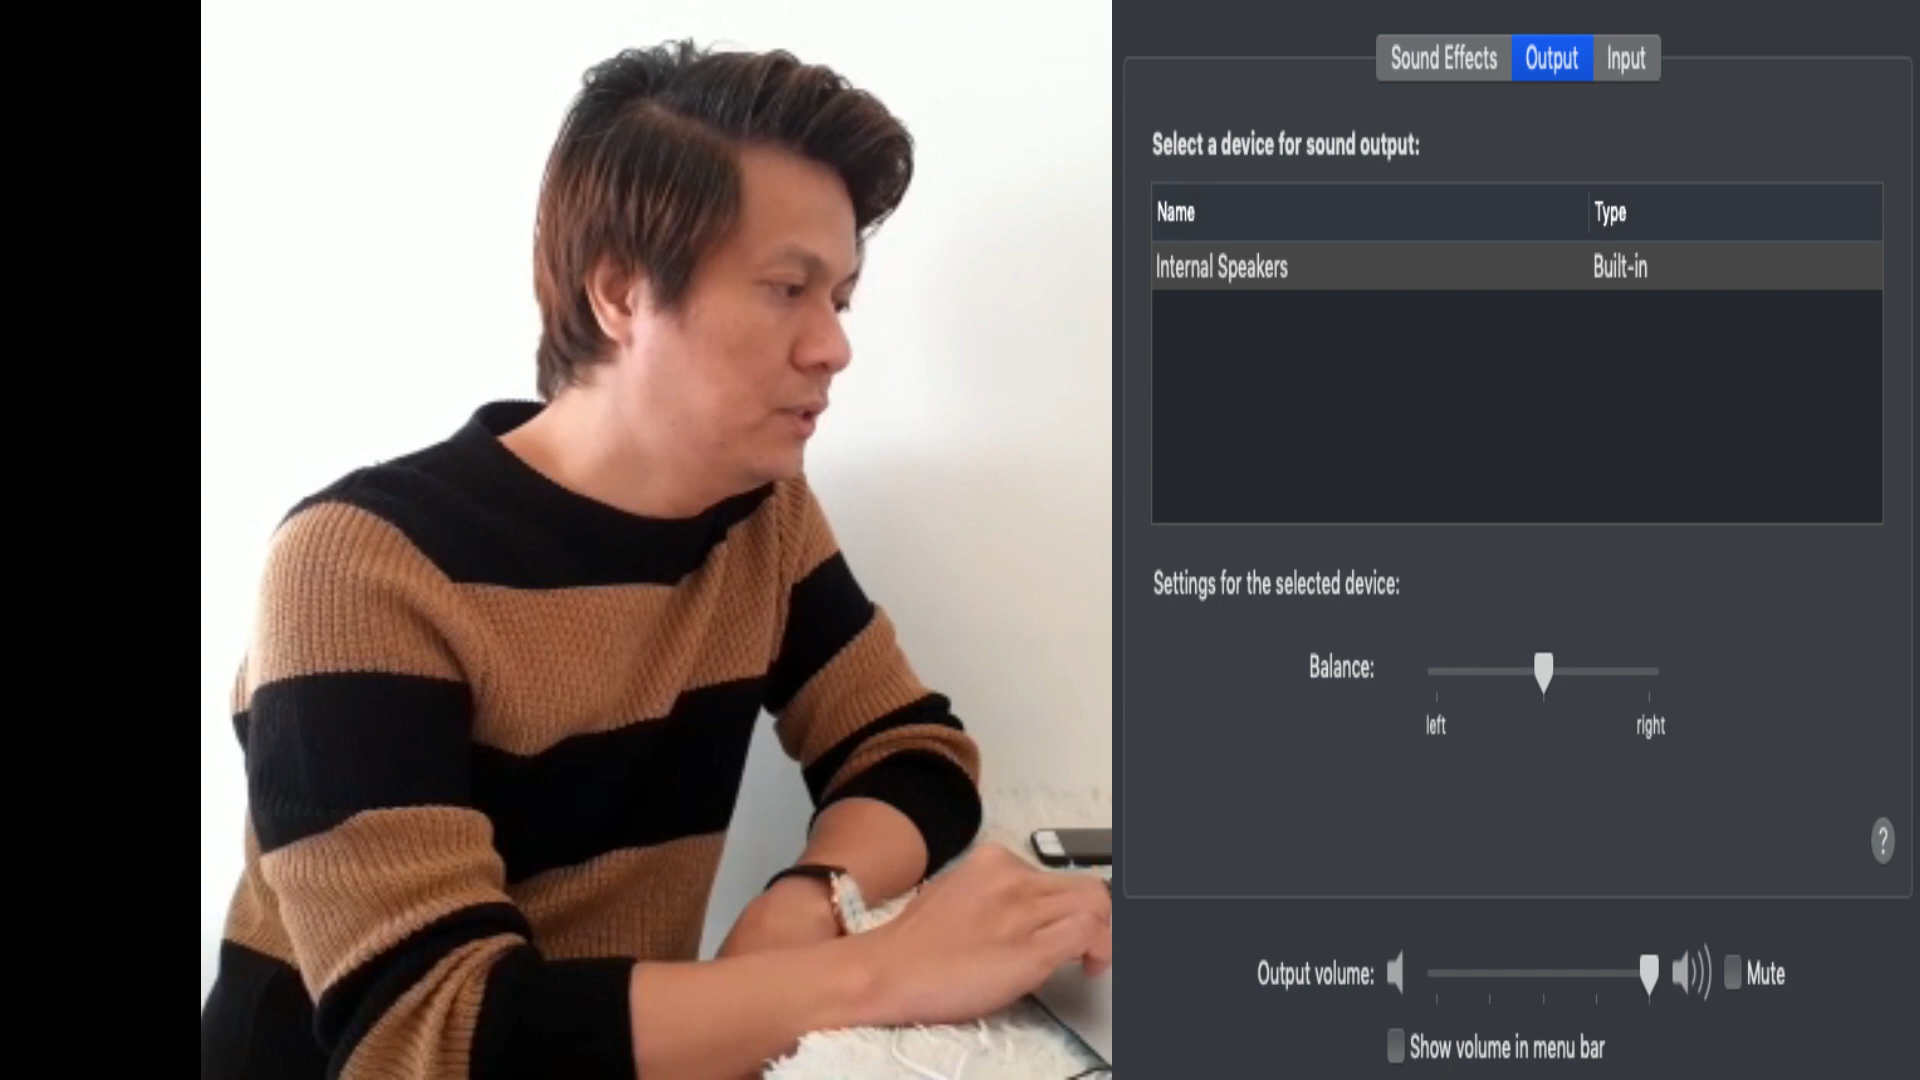 Sound Effects Output Input
Select a device for sound output:
Name Type
Internal Speakers Built-in
Settings for the selected device:
Balance:
left right
?
Output volume: Mute
Show volume in menu bar